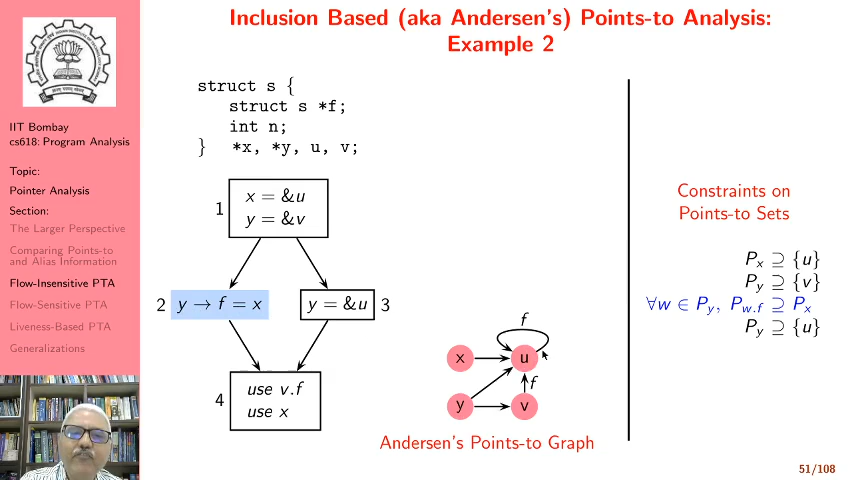 Inclusion Based (aka Andersen's) Points-to Analysis:
Example 2
IIT Bombay
cs618: Program Analysis
Topic:
Pointer Analysis
Section:
The Larger Perspective
Comparing Points-to
and Alias Information
Flow-Insensitive PTA
Flow-Sensitive PTA
Liveness-Based PTA
Generalizations
struct s {
struct s *f;
int n;
} *x, *y, u, v;
1
x = &u
y = &v
2
y → f = x
y = &u
3
4
use v.f
use x
f
x
u
f
y
v
Andersen's Points-to Graph
Constraints on
Points-to Sets
Pₓ ⊇ {u}
P_y ⊇ {v}
∀w ∈ P_y, P_w.f ⊇ Pₓ
P_y ⊇ {u}
51/108